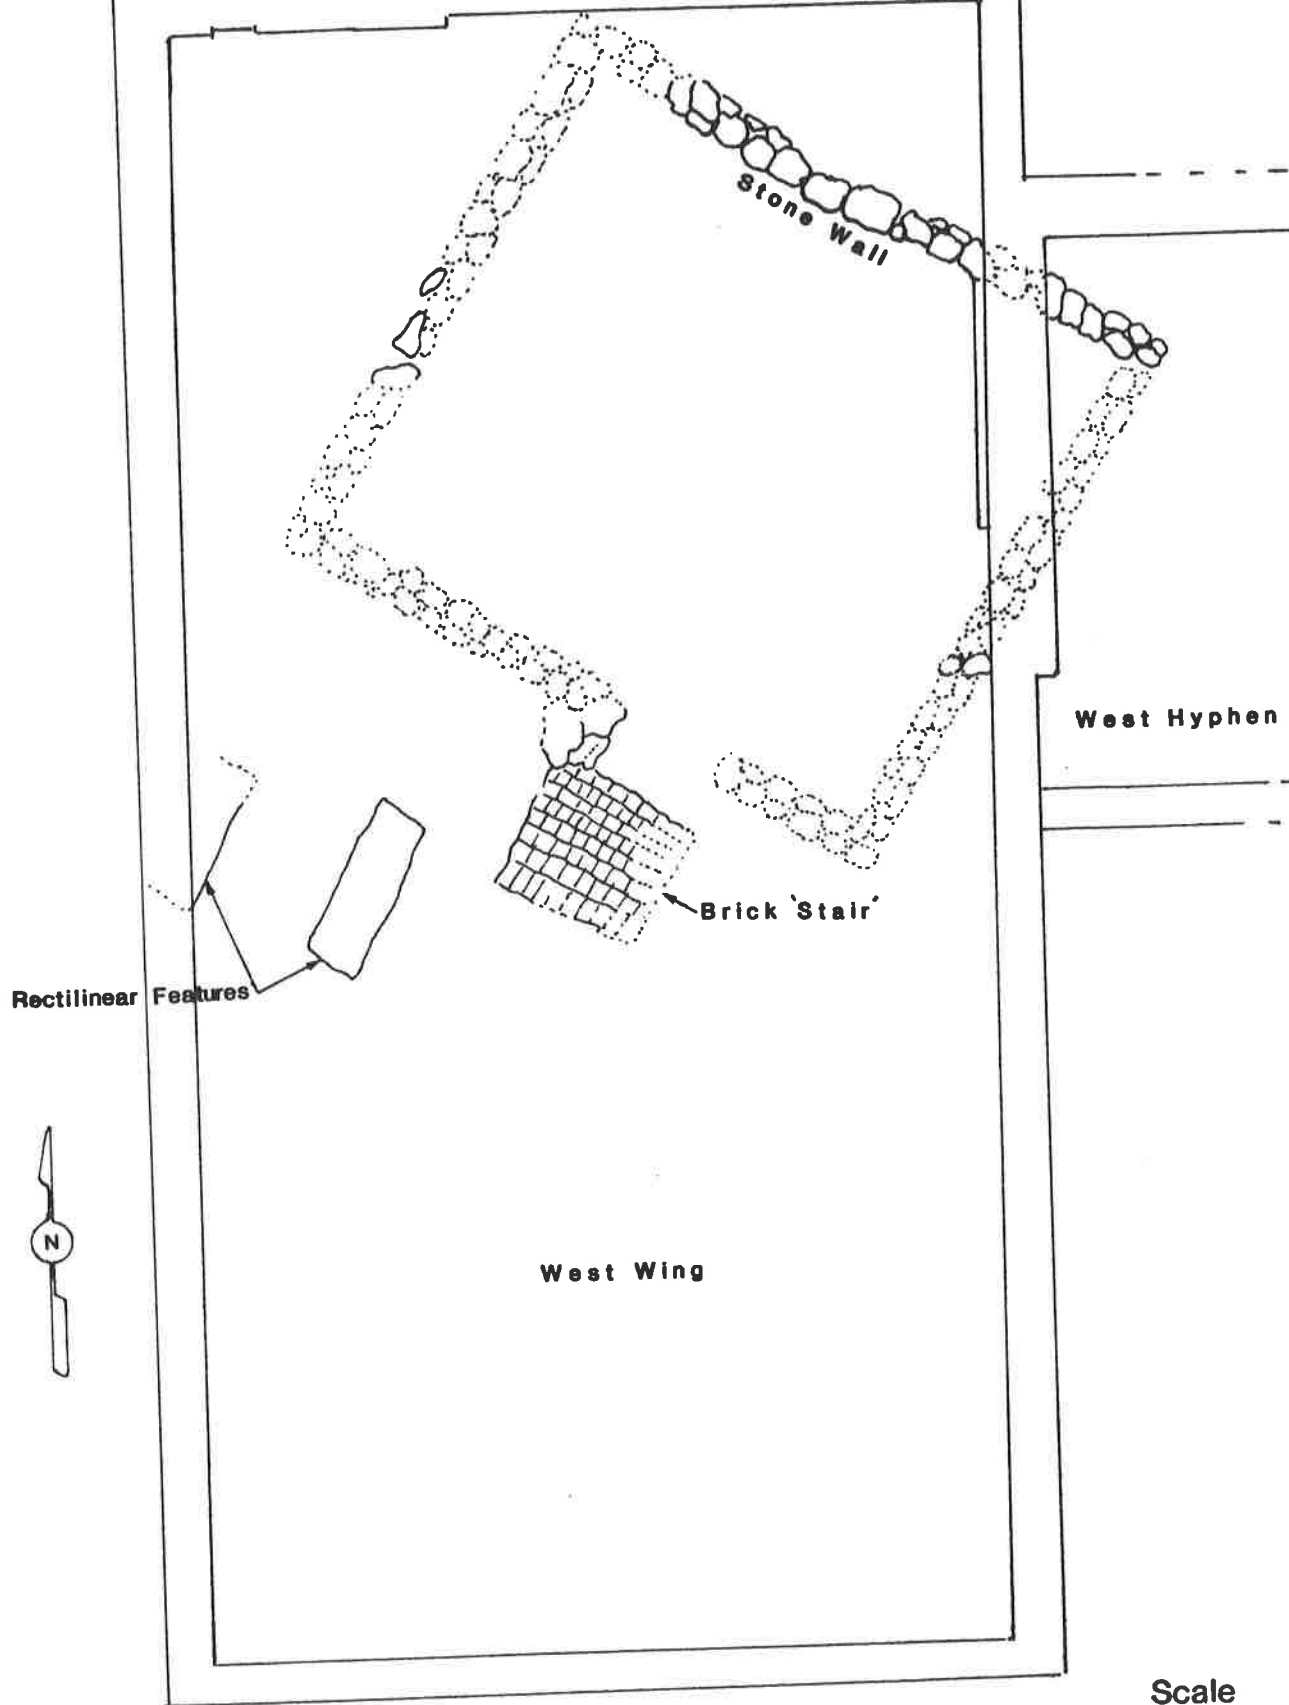 Stone Wall
West Hyphen
Brick 'Stair'
Rectilinear Features
N
West Wing
Scale